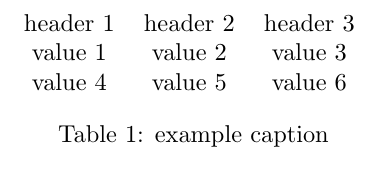 header 1 header 2 header 3
value 1 value 2 value 3
value 4 value 5 value 6
Table 1: example caption